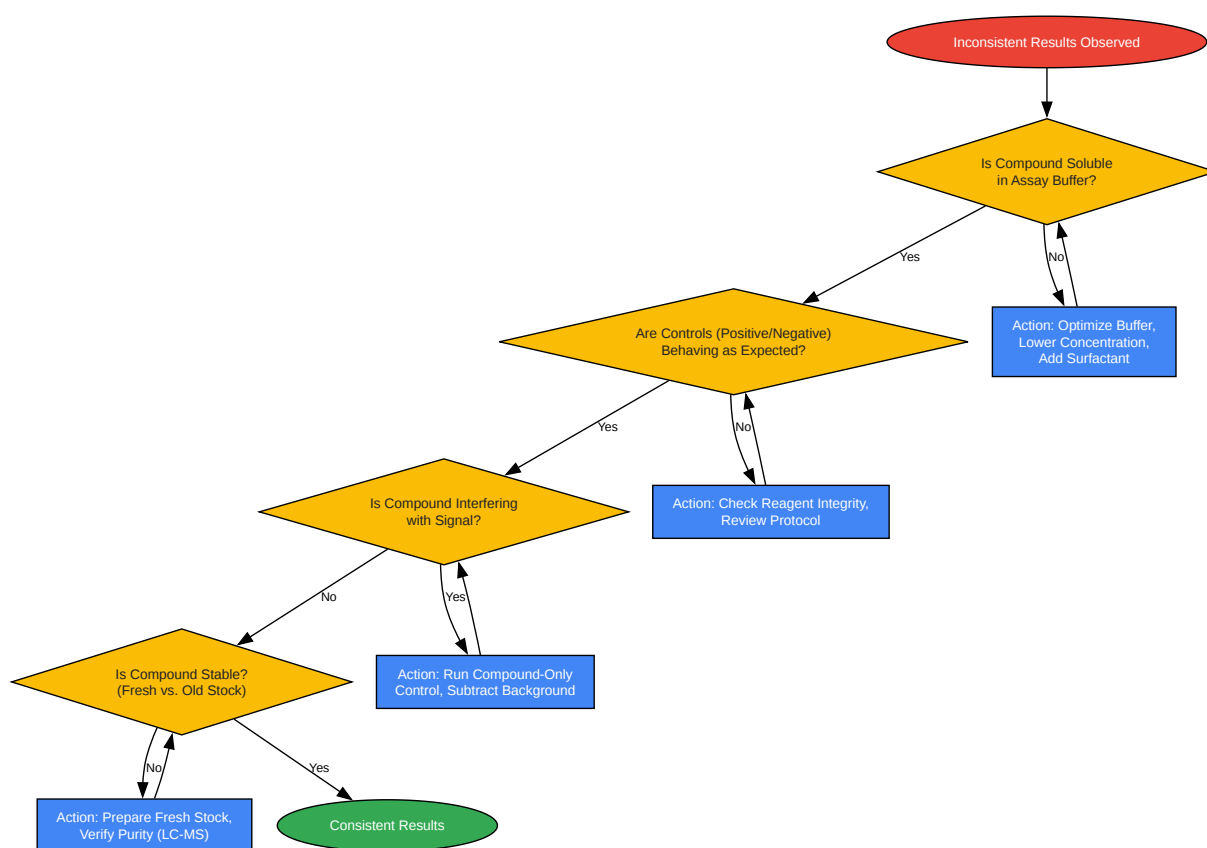 Inconsistent Results Observed
Is Compound Soluble
in Assay Buffer?
Yes
No
Action: Optimize Buffer,
Lower Concentration,
Add Surfactant
Are Controls (Positive/Negative)
Behaving as Expected?
Yes
No
Action: Check Reagent Integrity,
Review Protocol
Is Compound Interfering
with Signal?
No
Yes
Action: Run Compound-Only
Control, Subtract Background
Is Compound Stable?
(Fresh vs. Old Stock)
No
Yes
Action: Prepare Fresh Stock,
Verify Purity (LC-MS)
Consistent Results